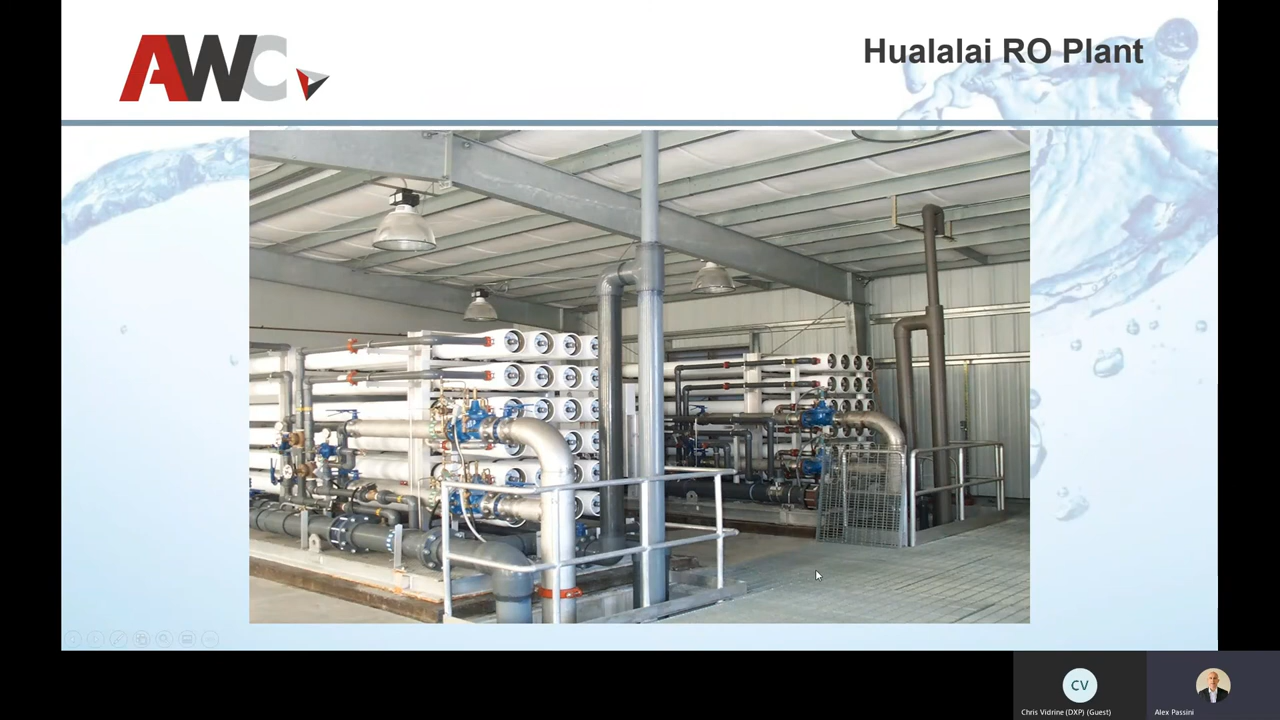 AWC
Hualalai RO Plant
CV
Chris Vidrine (DXP) (Guest)
Alex Passini